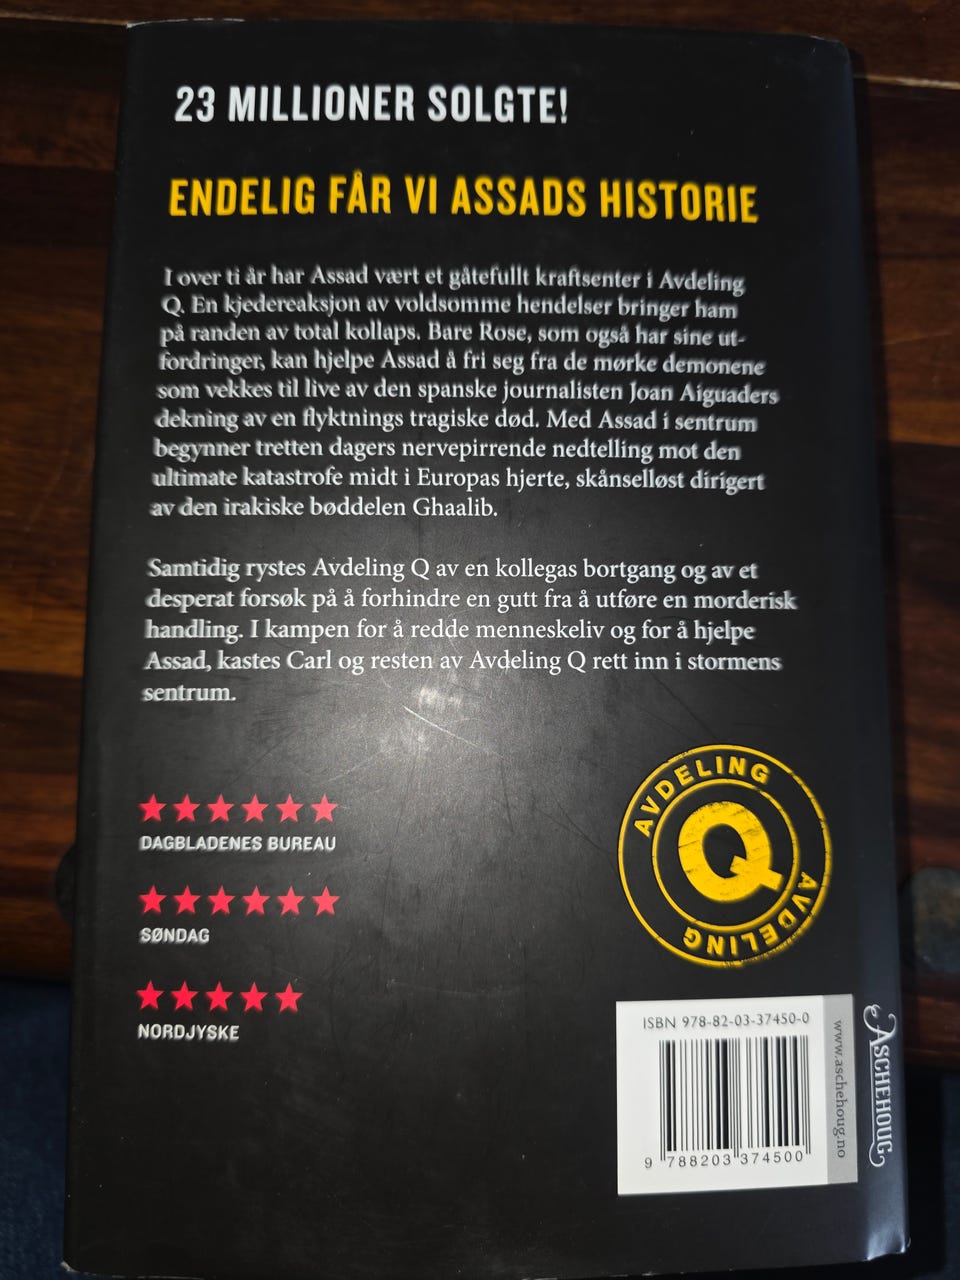 23 MILLIONER SOLGTE!
ENDELIG FÅR VI ASSADS HISTORIE
I over ti år har Assad vært et gåtefullt kraftsenter i Avdeling
Q. En kjedereaksjon av voldsomme hendelser bringer ham
på randen av total kollaps. Bare Rose, som også har sine ut-
fordringer, kan hjelpe Assad å fri seg fra de mørke demonene
som vekkes til live av den spanske journalisten Joan Aiguaders
dekning av en flyktnings tragiske død. Med Assad i sentrum
begynner tretten dagers nervepirrende nedtelling mot den
ultimate katastrofe midt i Europas hjerte, skånselløst dirigert
av den irakiske bøddelen Ghaalib.
Samtidig rystes Avdeling Q av en kollegas bortgang og av et
desperat forsøk på å forhindre en gutt fra å utføre en morderisk
handling. I kampen for å redde menneskeliv og for å hjelpe
Assad, kastes Carl og resten av Avdeling Q rett inn i stormens
sentrum.
DAGBLADENES BUREAU
SØNDAG
NORDJYSKE
AVDELING
Q
AVDELING
ISBN 978-82-03-37450-0
9 788203 374500
www.aschehoug.no
ASCHEHOUG